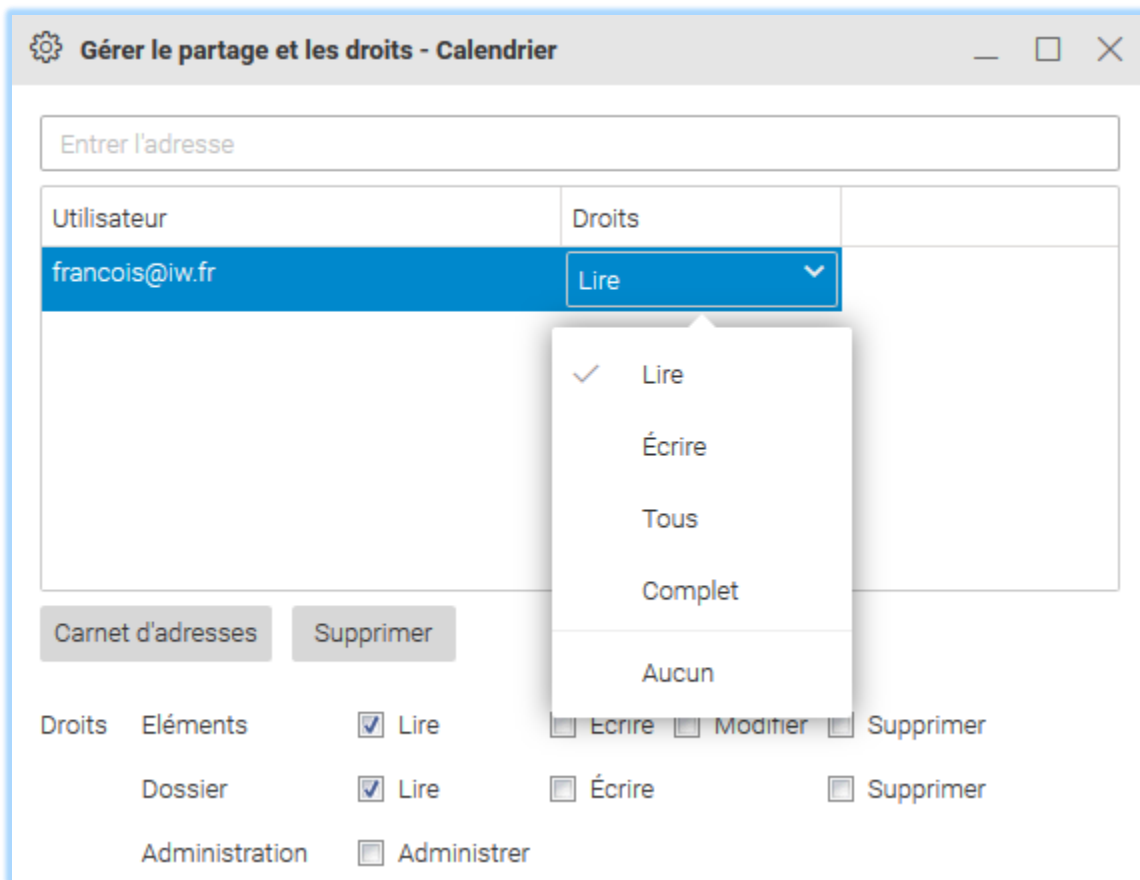 Gérer le partage et les droits - Calendrier
Entrer l'adresse
Utilisateur Droits
francois@iw.fr Lire
Lire
Écrire
Tous
Complet
Aucun
Carnet d'adresses Supprimer
Droits Eléments Lire Ecrire Modifier Supprimer
Dossier Lire Écrire Supprimer
Administration Administrer